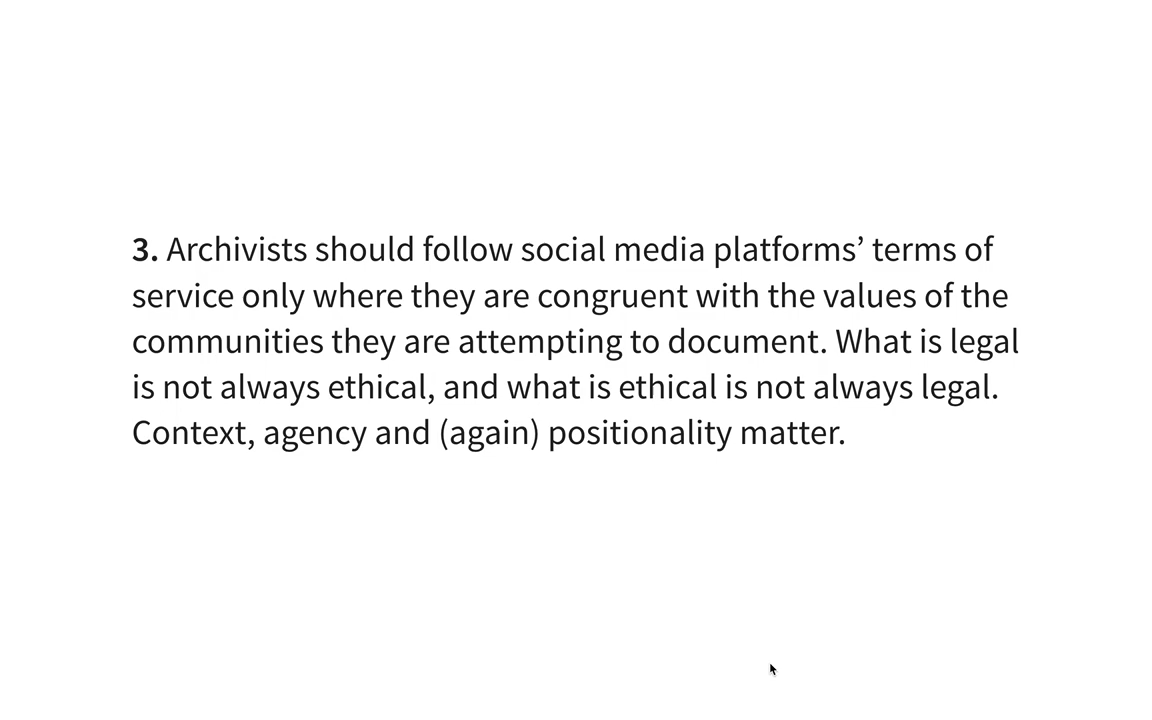 3. Archivists should follow social media platforms’ terms of
service only where they are congruent with the values of the
communities they are attempting to document. What is legal
is not always ethical, and what is ethical is not always legal.
Context, agency and (again) positionality matter.